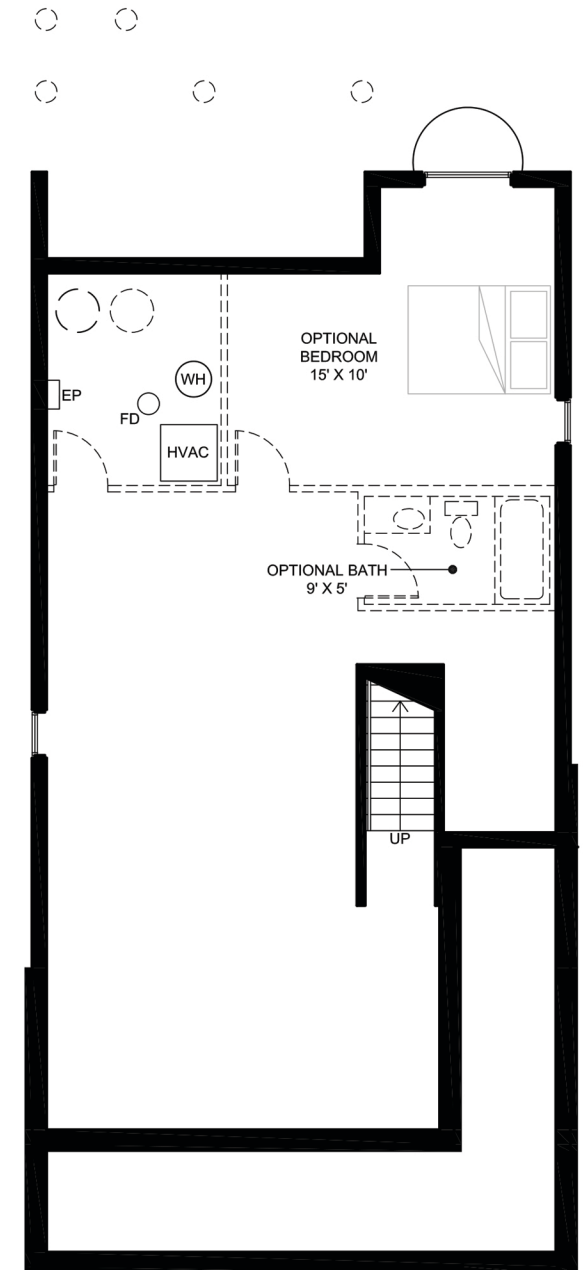 OPTIONAL
BEDROOM
15' X 10'
WH
EP
FD
HVAC
OPTIONAL BATH
9' X 5'
UP